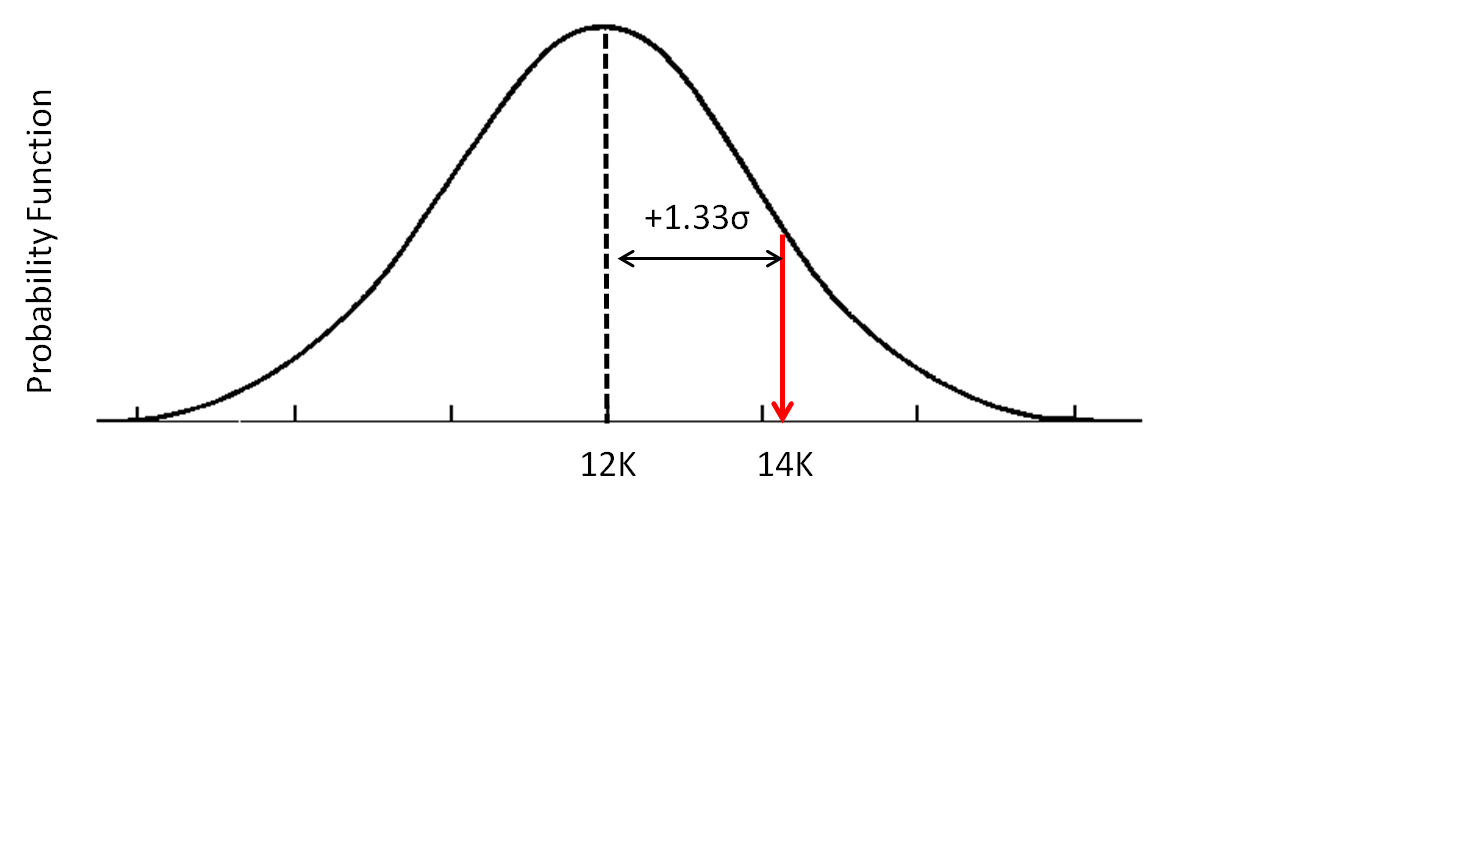 Probability Function
+1.33σ
12K
14K